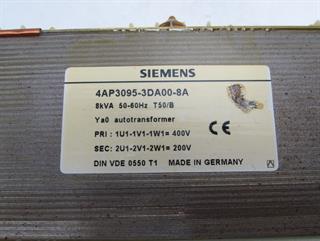 SIEMENS
4AP3095-3DA00-8A
8kVA 50-60Hz T50/B
Ya0 autotransformer
PRI : 1U1-1V1-1W1= 400V
SEC: 2U1-2V1-2W1= 200V
DIN VDE 0550 T1 MADE IN GERMANY
CE